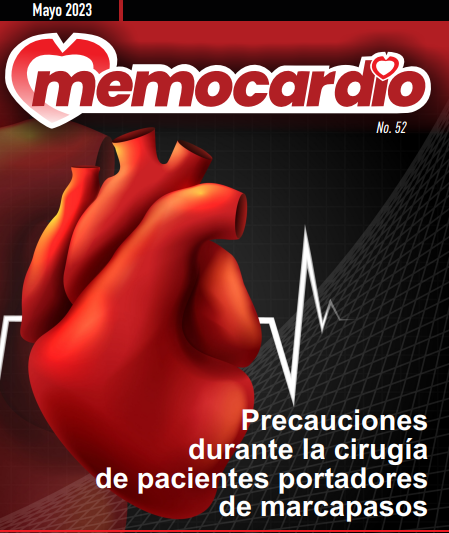 Mayo 2023
memocardio
No. 52
Precauciones
durante la cirugía
de pacientes portadores
de marcapasos